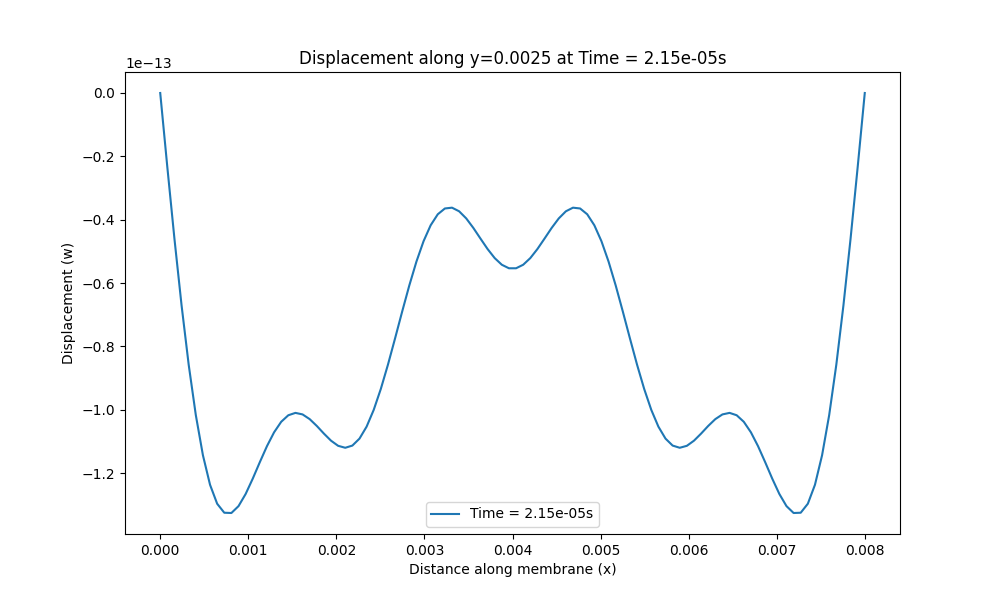 Displacement along y=0.0025 at Time = 2.15e-05s
1e−13
0.0
−0.2
−0.4
−0.6
−0.8
−1.0
−1.2
Displacement (w)
Time = 2.15e-05s
0.000 0.001 0.002 0.003 0.004 0.005 0.006 0.007 0.008
Distance along membrane (x)